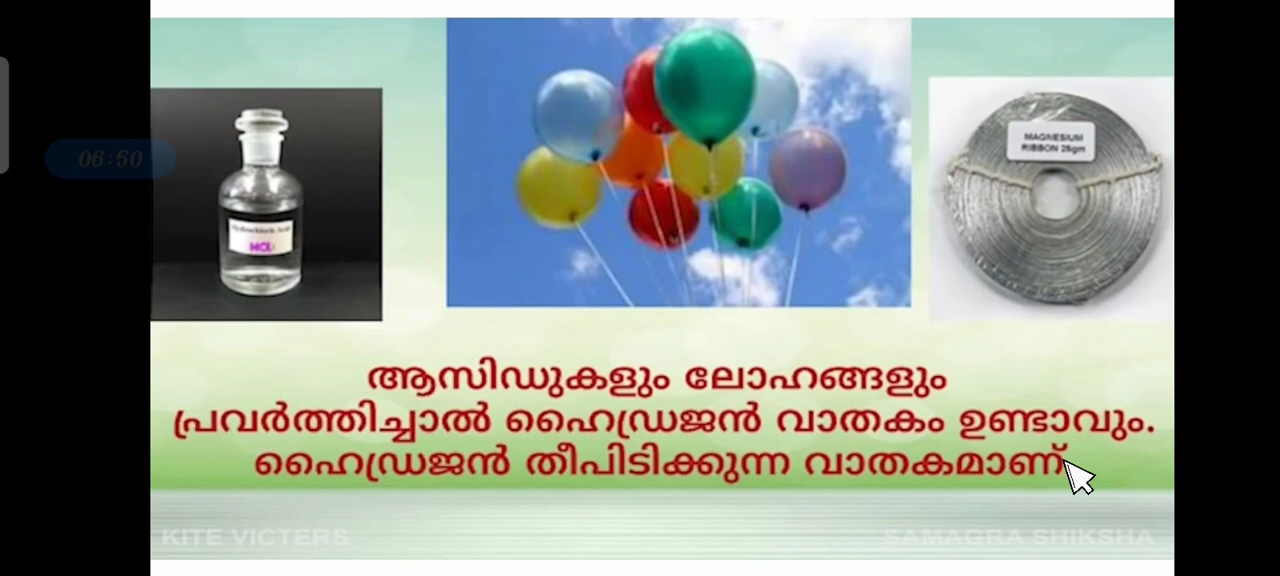 06:50
Hydrochloric Acid
HCl
MAGNESIUM
RIBBON 25gm
ആസിഡുകളും ലോഹങ്ങളും
പ്രവർത്തിച്ചാൽ ഹൈഡ്രജൻ വാതകം ഉണ്ടാവും.
ഹൈഡ്രജൻ തീപിടിക്കുന്ന വാതകമാണ്
KITE VICTERS
SAMAGRA SHIKSHA